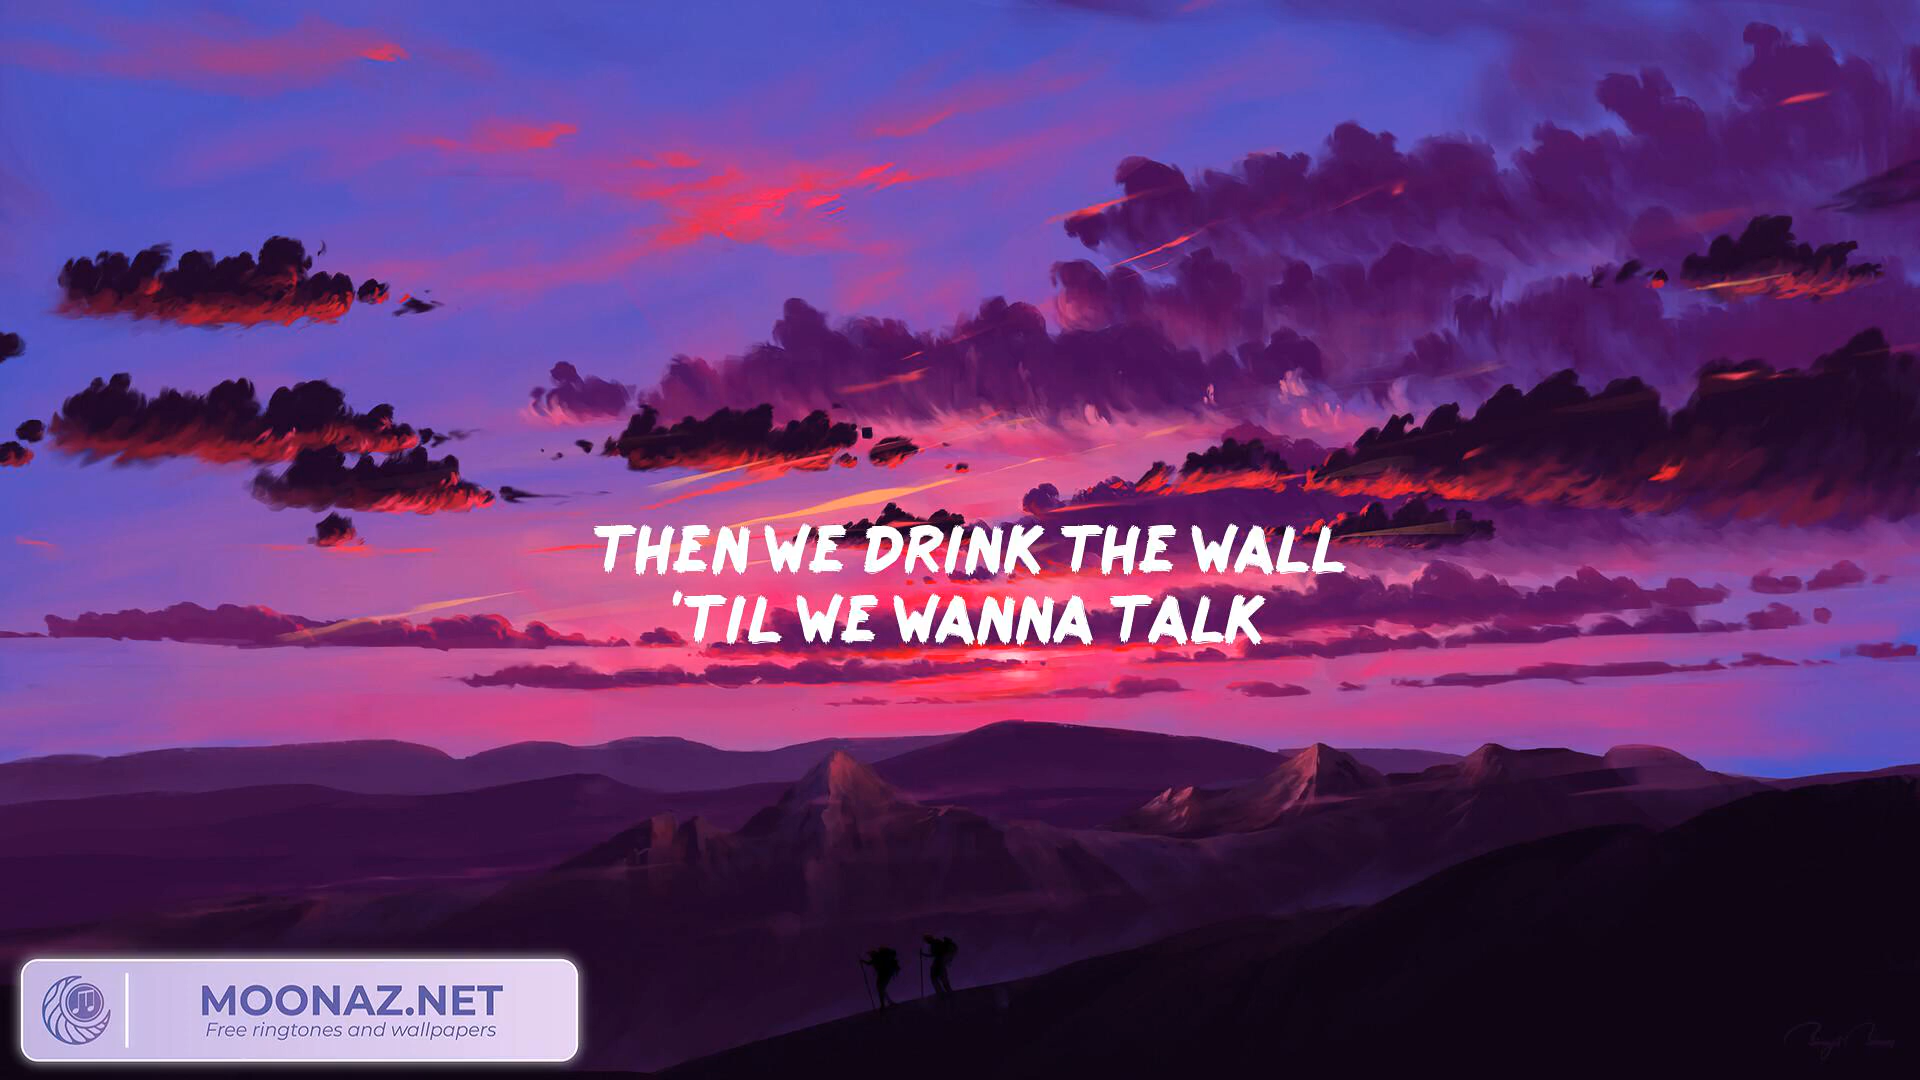 THEN WE DRINK THE WALL
'TIL WE WANNA TALK
MOONAZ.NET
Free ringtones and wallpapers